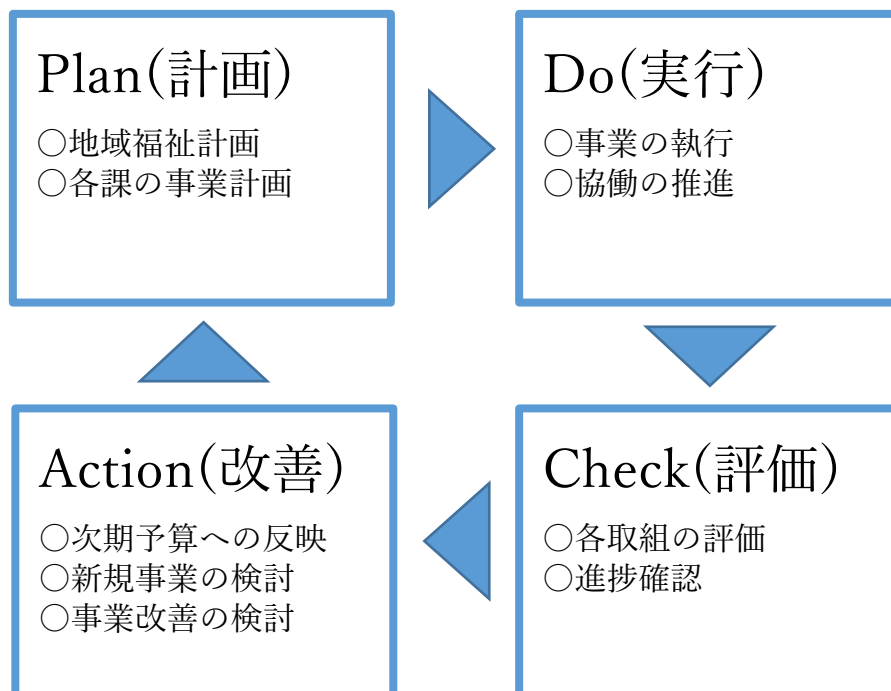 Plan(計画)
○地域福祉計画
○各課の事業計画
Do(実行)
○事業の執行
○協働の推進
Action(改善)
○次期予算への反映
○新規事業の検討
○事業改善の検討
Check(評価)
○各取組の評価
○進捗確認